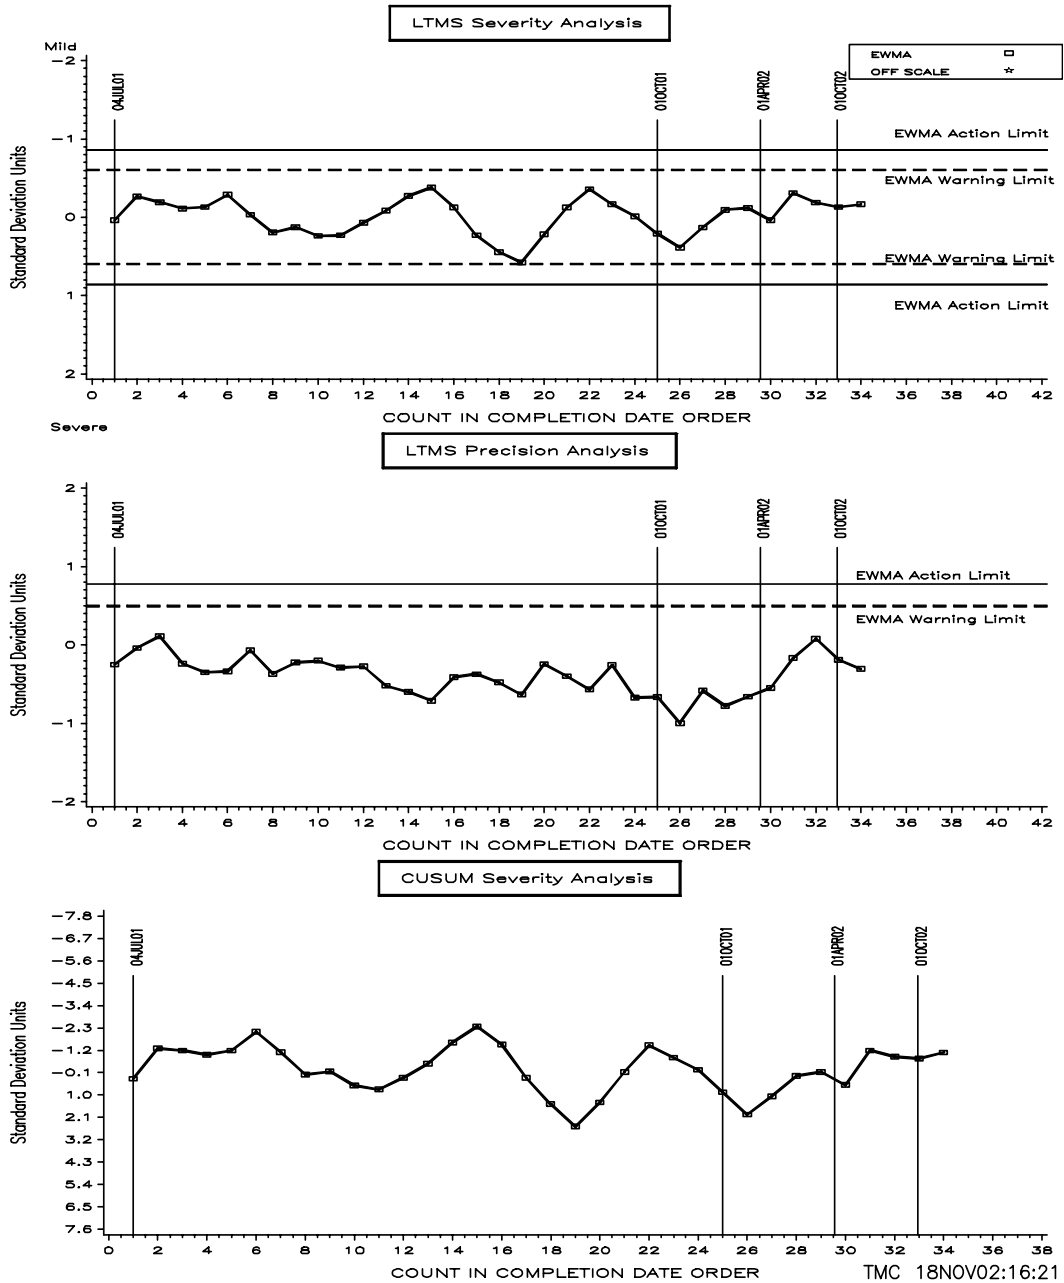 LTMS Severity Analysis
Mild
EWMA
OFF SCALE
04JUL01
01OCT01
01APR02
01OCT02
-2
-1
0
1
2
Standard Deviation Units
EWMA Action Limit
EWMA Warning Limit
EWMA Warning Limit
EWMA Action Limit
0 2 4 6 8 10 12 14 16 18 20 22 24 26 28 30 32 34 36 38 40 42
COUNT IN COMPLETION DATE ORDER
Severe
LTMS Precision Analysis
04JUL01
01OCT01
01APR02
01OCT02
2
1
0
-1
-2
Standard Deviation Units
EWMA Action Limit
EWMA Warning Limit
0 2 4 6 8 10 12 14 16 18 20 22 24 26 28 30 32 34 36 38 40 42
COUNT IN COMPLETION DATE ORDER
CUSUM Severity Analysis
04JUL01
01OCT01
01APR02
01OCT02
-7.8
-6.7
-5.6
-4.5
-3.4
-2.3
-1.2
-0.1
1.0
2.1
3.2
4.3
5.4
6.5
7.6
Standard Deviation Units
0 2 4 6 8 10 12 14 16 18 20 22 24 26 28 30 32 34 36 38
COUNT IN COMPLETION DATE ORDER
TMC 18NOV02:16:21